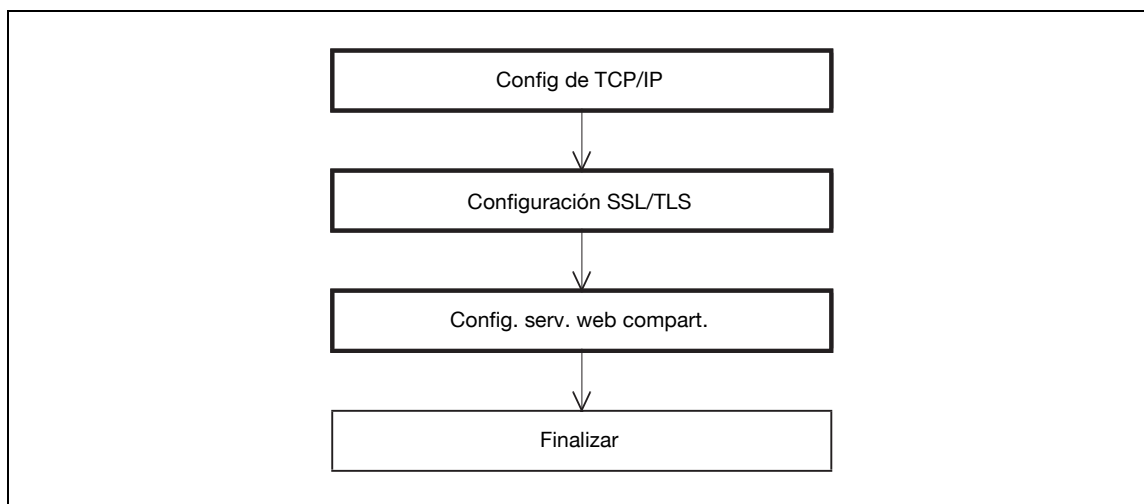 Config de TCP/IP
Configuración SSL/TLS
Config. serv. web compart.
Finalizar